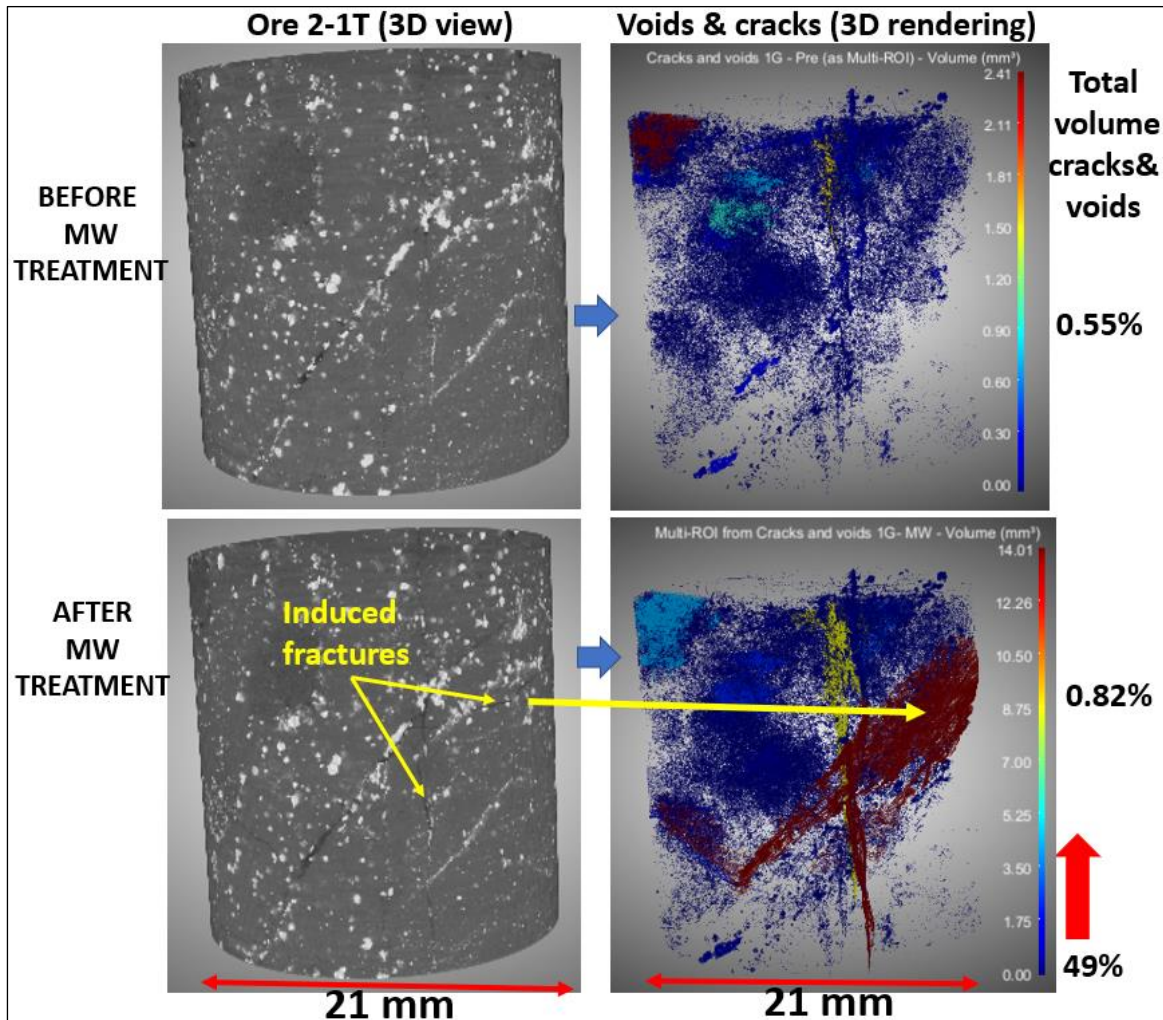 Ore 2-1T (3D view)
Voids & cracks (3D rendering)
BEFORE
MW
TREATMENT
Cracks and voids 1G - Pre (as Multi-ROI) - Volume (mm³)
2.41
2.11
1.81
1.50
1.20
0.90
0.60
0.30
0.00
Total
volume
cracks&
voids
0.55%
AFTER
MW
TREATMENT
Induced
fractures
Multi-ROI from Cracks and voids 1G- MW - Volume (mm³)
14.01
12.26
10.50
8.75
7.00
5.25
3.50
1.75
0.00
0.82%
49%
21 mm
21 mm